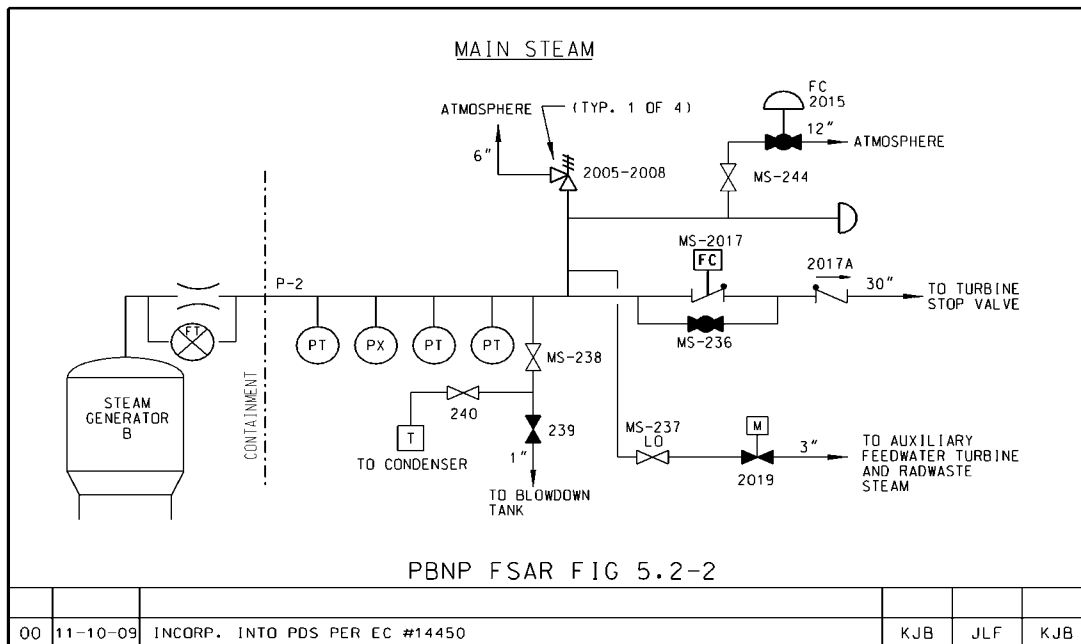 MAIN STEAM
FC
2015
ATMOSPHERE
(TYP. 1 OF 4)
12"
ATMOSPHERE
6"
2005-2008
MS-244
MS-2017
FC
2017A
P-2
30"
TO TURBINE
STOP VALVE
FT
PT
PX
PT
PT
MS-236
MS-238
STEAM
GENERATOR
B
CONTAINMENT
240
239
T
TO CONDENSER
1"
TO BLOWDOWN
TANK
MS-237
LO
M
3"
2019
TO AUXILIARY
FEEDWATER TURBINE
AND RADWASTE
STEAM
PBNP FSAR FIG 5.2-2
00 11-10-09 INCORP. INTO PDS PER EC #14450 KJB JLF KJB